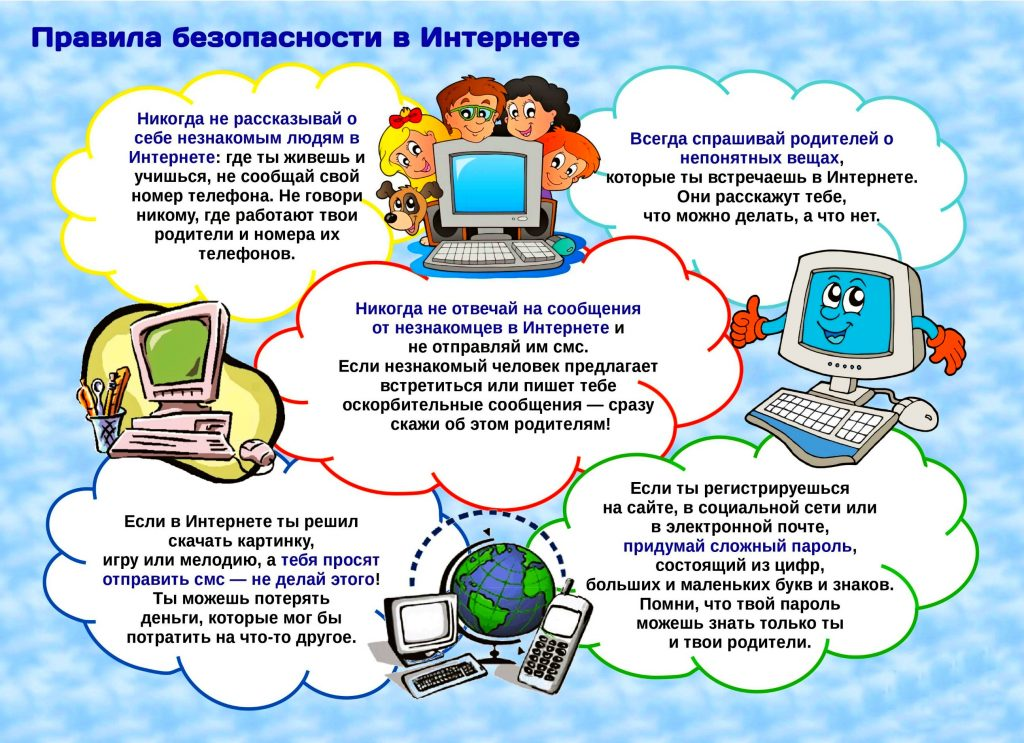 Правила безопасности в Интернете
Никогда не рассказывай о
себе незнакомым людям в
Интернете: где ты живешь и
учишься, не сообщай свой
номер телефона. Не говори
никому, где работают твои
родители и номера их
телефонов.
Всегда спрашивай родителей о
непонятных вещах,
которые ты встречаешь в Интернете.
Они расскажут тебе,
что можно делать, а что нет.
Никогда не отвечай на сообщения
от незнакомцев в Интернете и
не отправляй им смс.
Если незнакомый человек предлагает
встретиться или пишет тебе
оскорбительные сообщения — сразу
скажи об этом родителям!
Если в Интернете ты решил
скачать картинку,
игру или мелодию, а тебя просят
отправить смс — не делай этого!
Ты можешь потерять
деньги, которые мог бы
потратить на что-то другое.
Если ты регистрируешься
на сайте, в социальной сети или
в электронной почте,
придумай сложный пароль,
состоящий из цифр,
больших и маленьких букв и знаков.
Помни, что твой пароль
можешь знать только ты
и твои родители.